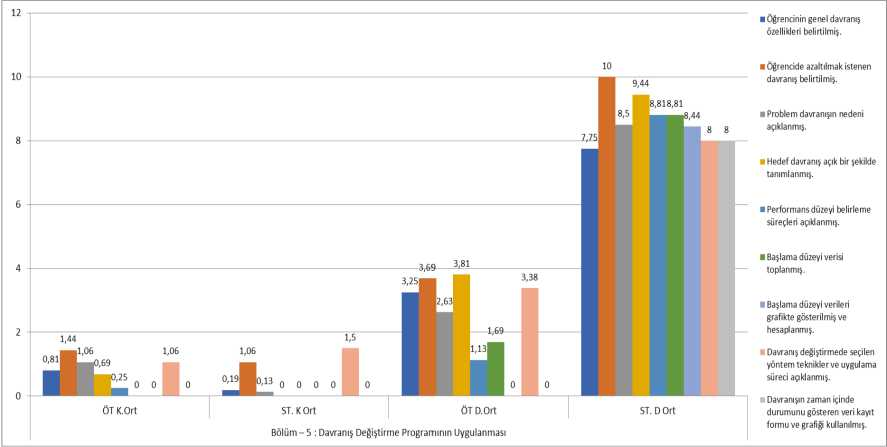 12
10
8
6
4
2
0
0,81
1,44
1,06
0,69
0,25
0
0
1,06
0
0,19
1,06
0,13
0
0
0
0
1,5
0
3,25
3,69
2,63
3,81
1,13
1,69
0
3,38
0
7,75
10
8,5
9,44
8,81
8,81
8,44
8
8
ÖT K.Ort
ST. K Ort
ÖT D.Ort
ST. D Ort
Bölüm – 5 : Davranış Değiştirme Programının Uygulanması
Öğrencinin genel davranış
özellikleri belirtilmiş.
Öğrencide azaltılmak istenen
davranış belirtilmiş.
Problem davranışın nedeni
açıklanmış.
Hedef davranış açık bir şekilde
tanımlanmış.
Performans düzeyi belirleme
süreçleri açıklanmış.
Başlama düzeyi verisi
toplanmış.
Başlama düzeyi verileri
grafikte gösterilmiş ve
hesaplanmış.
Davranış değiştirmede seçilen
yöntem teknikler ve uygulama
süreci açıklanmış.
Davranışın zaman içinde
durumunu gösteren veri kayıt
formu ve grafiği kullanılmış.